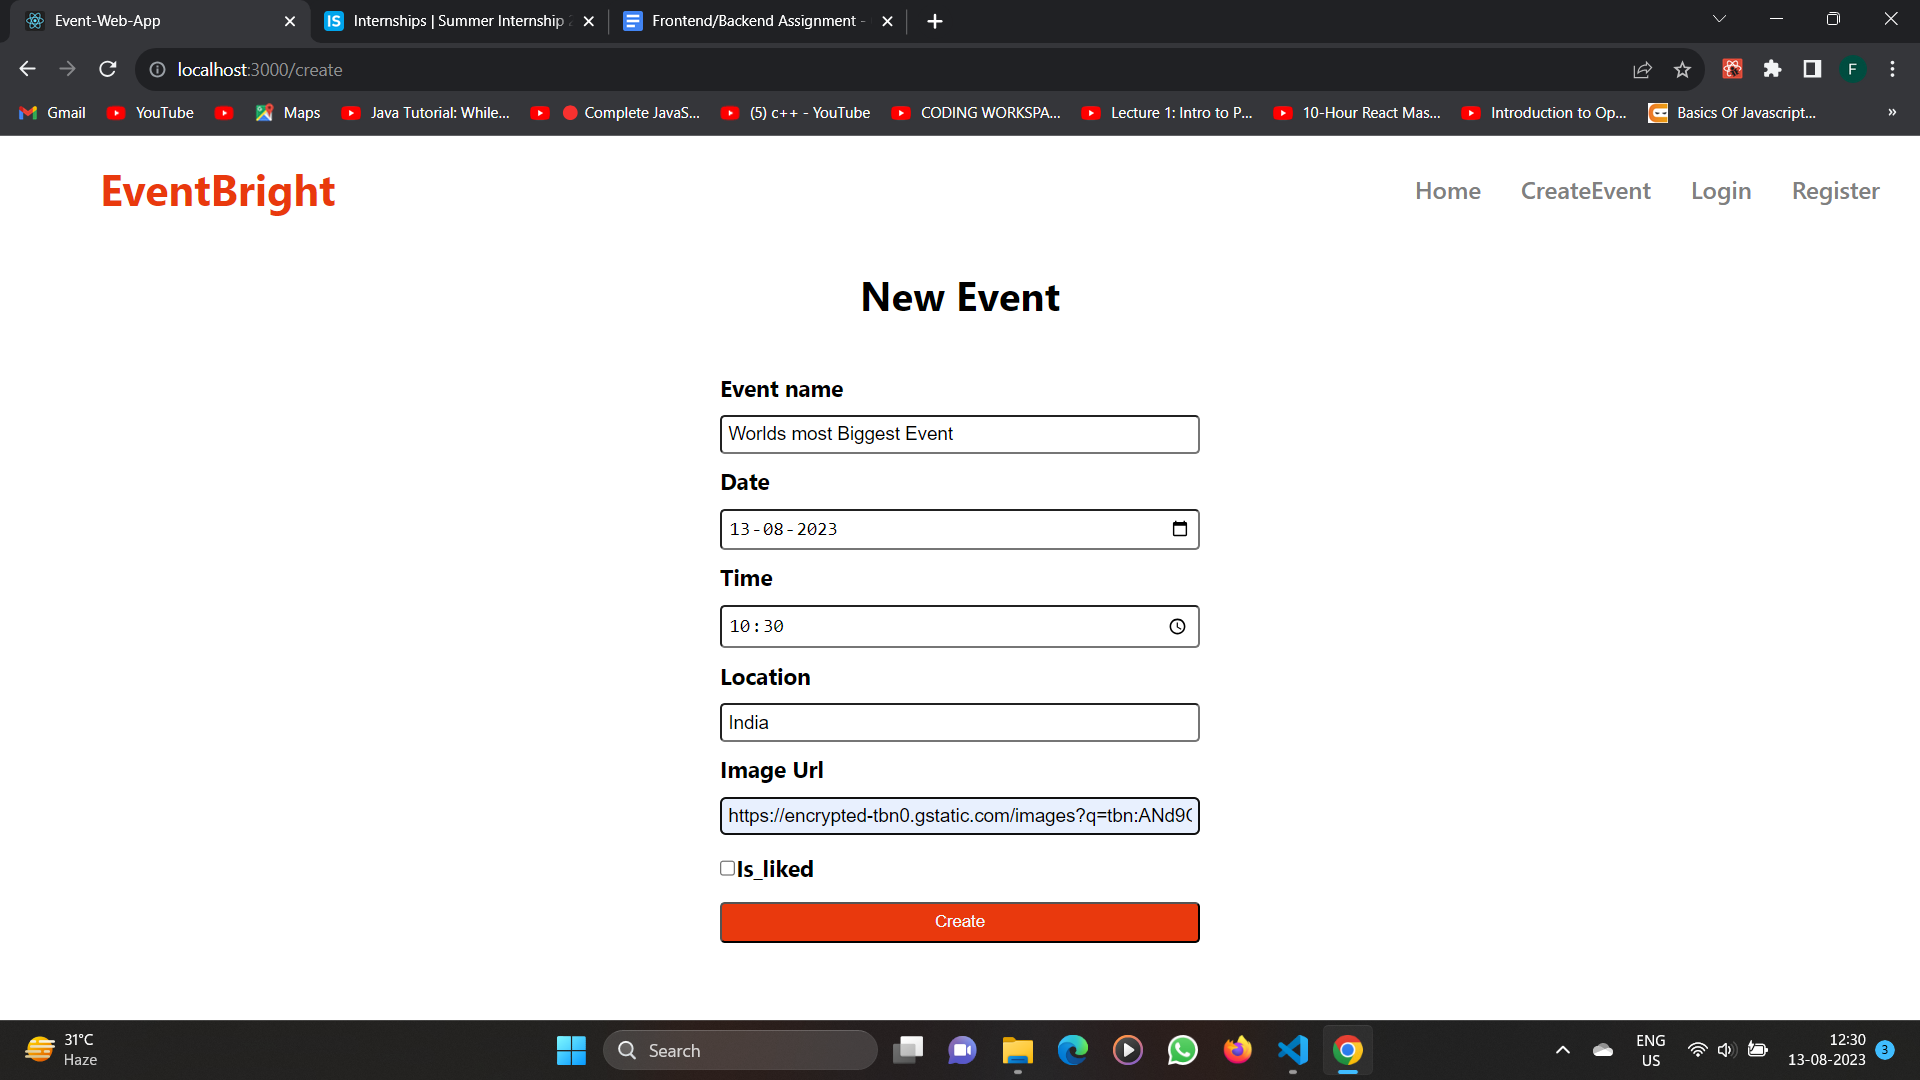 Event-Web-App
Internships | Summer Internship 2
Frontend/Backend Assignment -
localhost:3000/create
F
Gmail
YouTube
Maps
Java Tutorial: While...
Complete JavaS...
(5) c++ - YouTube
CODING WORKSPA...
Lecture 1: Intro to P...
10-Hour React Mas...
Introduction to Op...
Basics Of Javascript...
»
EventBright
Home
CreateEvent
Login
Register
New Event
Event name
Worlds most Biggest Event
Date
13-08-2023
Time
10:30
Location
India
Image Url
https://encrypted-tbn0.gstatic.com/images?q=tbn:ANd9G
Is_liked
Create
31°C
Haze
Search
ENG
US
12:30
13-08-2023
3